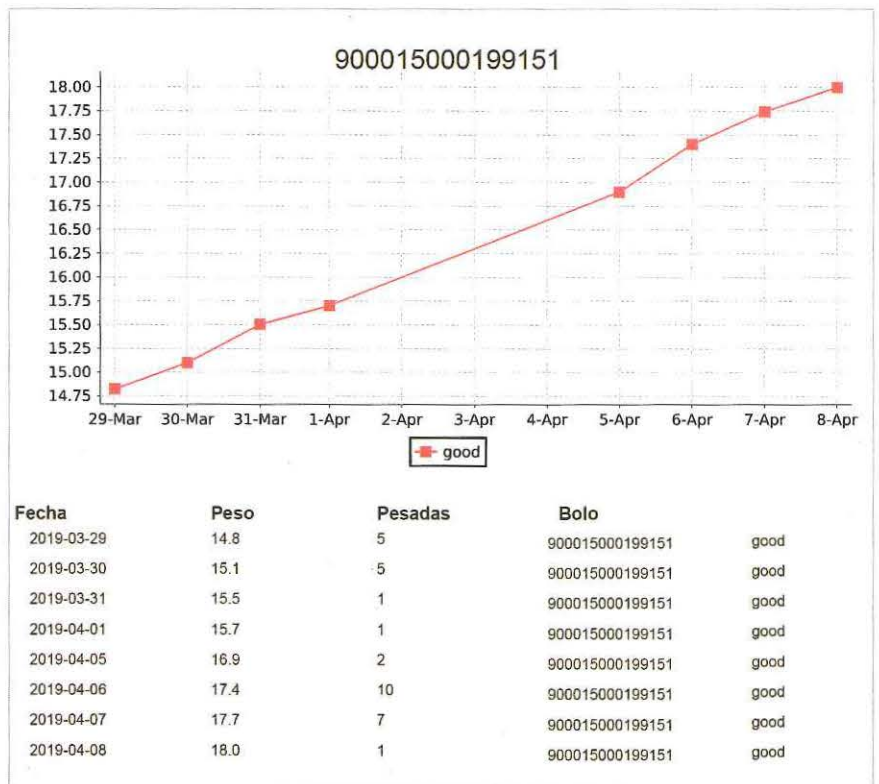 900015000199151
18.00
17.75
17.50
17.25
17.00
16.75
16.50
16.25
16.00
15.75
15.50
15.25
15.00
14.75
29-Mar 30-Mar 31-Mar 1-Apr 2-Apr 3-Apr 4-Apr 5-Apr 6-Apr 7-Apr 8-Apr
good
Fecha Peso Pesadas Bolo
2019-03-29 14.8 5 900015000199151 good
2019-03-30 15.1 5 900015000199151 good
2019-03-31 15.5 1 900015000199151 good
2019-04-01 15.7 1 900015000199151 good
2019-04-05 16.9 2 900015000199151 good
2019-04-06 17.4 10 900015000199151 good
2019-04-07 17.7 7 900015000199151 good
2019-04-08 18.0 1 900015000199151 good